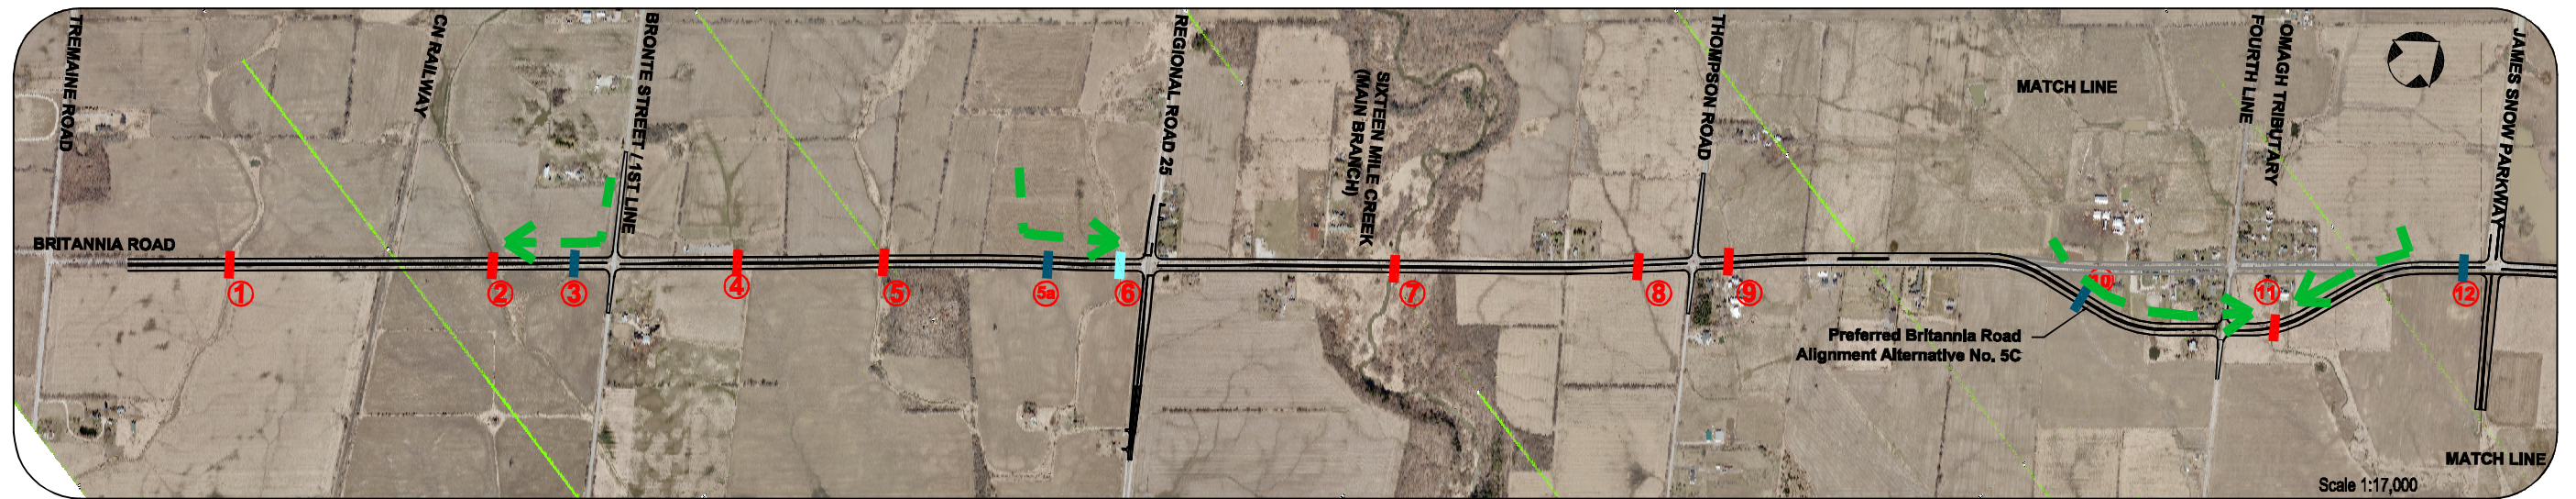 TREMAINE ROAD
CN RAILWAY
BRONTE STREET / 1ST LINE
REGIONAL ROAD 25
SIXTEEN MILE CREEK
(MAIN BRANCH)
THOMPSON ROAD
MATCH LINE
FOURTH LINE
OMAGH TRIBUTARY
JAMES SNOW PARKWAY
BRITANNIA ROAD
1
2
3
4
5
5a
6
7
8
9
10
11
12
Preferred Britannia Road
Alignment Alternative No. 5C
MATCH LINE
Scale 1:17,000